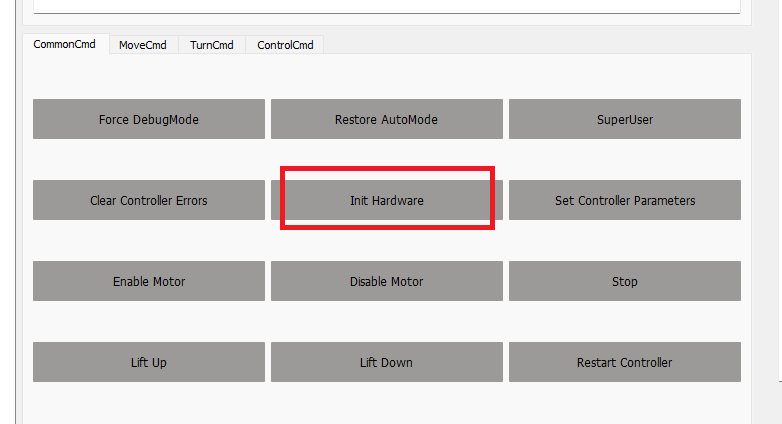 CommonCmd MoveCmd TurnCmd ControlCmd
Force DebugMode Restore AutoMode SuperUser
Clear Controller Errors Init Hardware Set Controller Parameters
Enable Motor Disable Motor Stop
Lift Up Lift Down Restart Controller